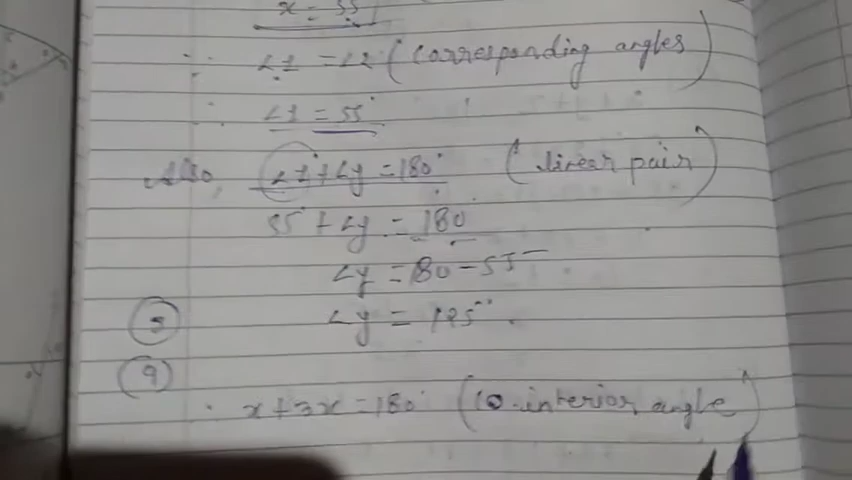 x = 55
∴ ∠1 = ∠2 (Corresponding angles)
∴ ∠1 = 55°
Also, ∠1 + ∠y = 180° (linear pair)
55° + ∠y = 180
∠y = 180 - 55
∠y = 125°.
9
x + 3x = 180° (Co-interior angle)